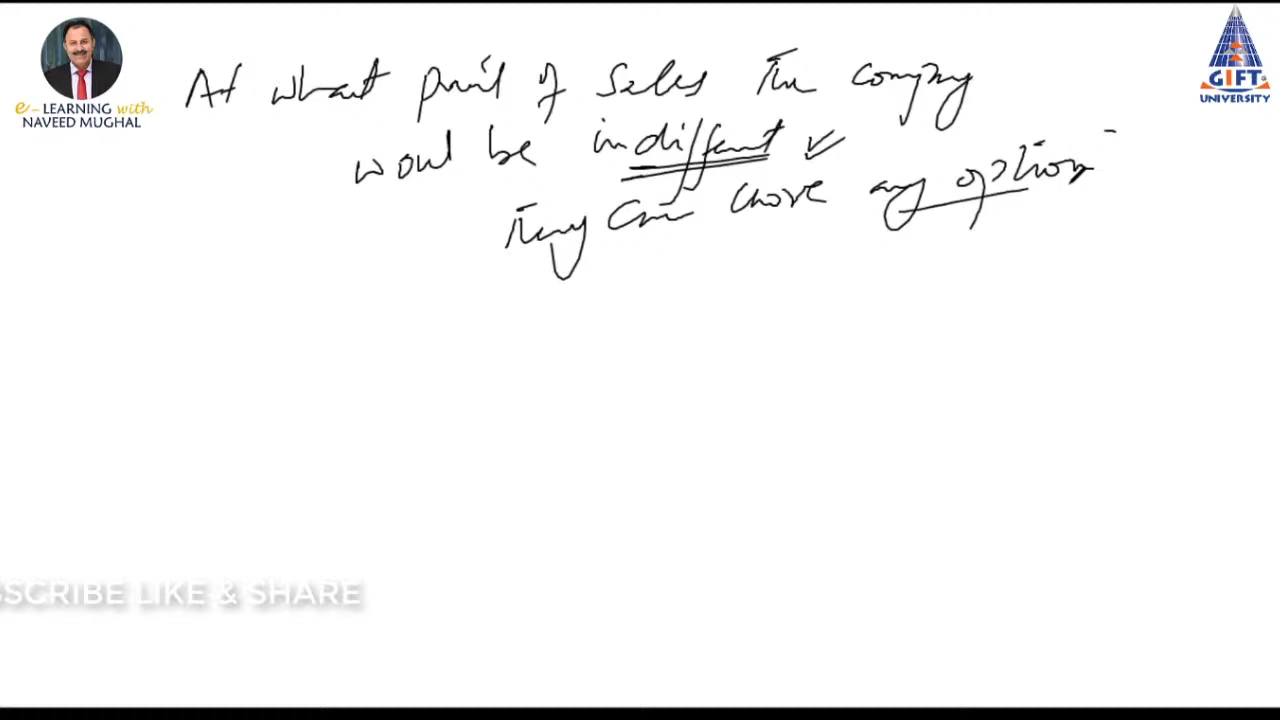 At what point of Sales The company
would be indifferent ✓
They can chose any option
e-LEARNING with
NAVEED MUGHAL
GIFT
UNIVERSITY
SCRIBE LIKE & SHARE